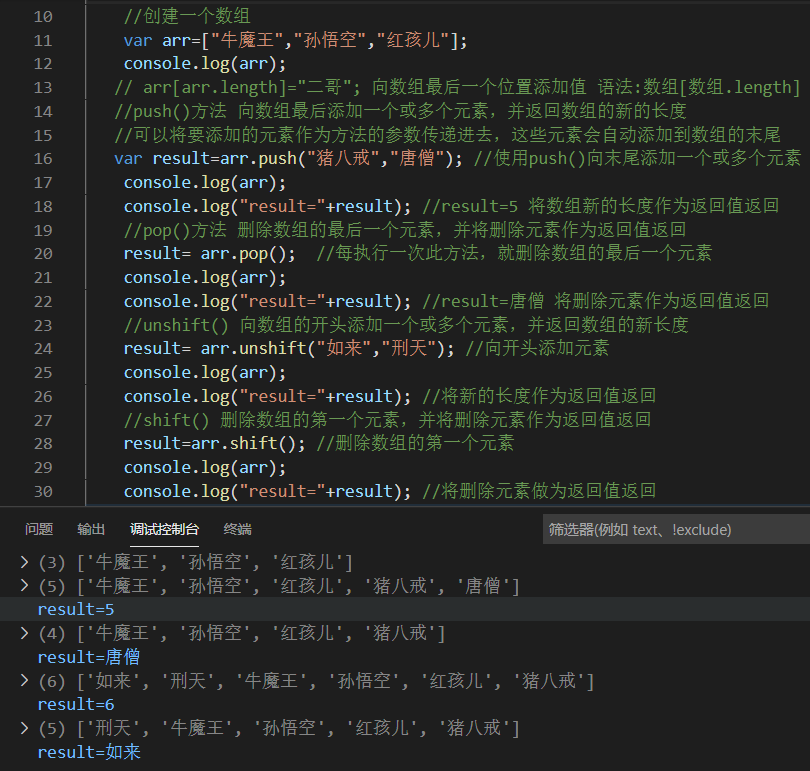 10 //创建一个数组
11 var arr=["牛魔王","孙悟空","红孩儿"];
12 console.log(arr);
13 // arr[arr.length]="二哥"; 向数组最后一个位置添加值 语法:数组[数组.length]
14 //push()方法 向数组最后添加一个或多个元素，并返回数组的新的长度
15 //可以将要添加的元素作为方法的参数传递进去，这些元素会自动添加到数组的末尾
16 var result=arr.push("猪八戒","唐僧"); //使用push()向末尾添加一个或多个元素
17 console.log(arr);
18 console.log("result="+result); //result=5 将数组新的长度作为返回值返回
19 //pop()方法 删除数组的最后一个元素，并将删除元素作为返回值返回
20 result= arr.pop(); //每执行一次此方法，就删除数组的最后一个元素
21 console.log(arr);
22 console.log("result="+result); //result=唐僧 将删除元素作为返回值返回
23 //unshift() 向数组的开头添加一个或多个元素，并返回数组的新长度
24 result= arr.unshift("如来","刑天"); //向开头添加元素
25 console.log(arr);
26 console.log("result="+result); //将新的长度作为返回值返回
27 //shift() 删除数组的第一个元素，并将删除元素作为返回值返回
28 result=arr.shift(); //删除数组的第一个元素
29 console.log(arr);
30 console.log("result="+result); //将删除元素做为返回值返回
问题 输出 调试控制台 终端 筛选器(例如 text、!exclude)
> (3) ['牛魔王', '孙悟空', '红孩儿']
> (5) ['牛魔王', '孙悟空', '红孩儿', '猪八戒', '唐僧']
result=5
> (4) ['牛魔王', '孙悟空', '红孩儿', '猪八戒']
result=唐僧
> (6) ['如来', '刑天', '牛魔王', '孙悟空', '红孩儿', '猪八戒']
result=6
> (5) ['刑天', '牛魔王', '孙悟空', '红孩儿', '猪八戒']
result=如来